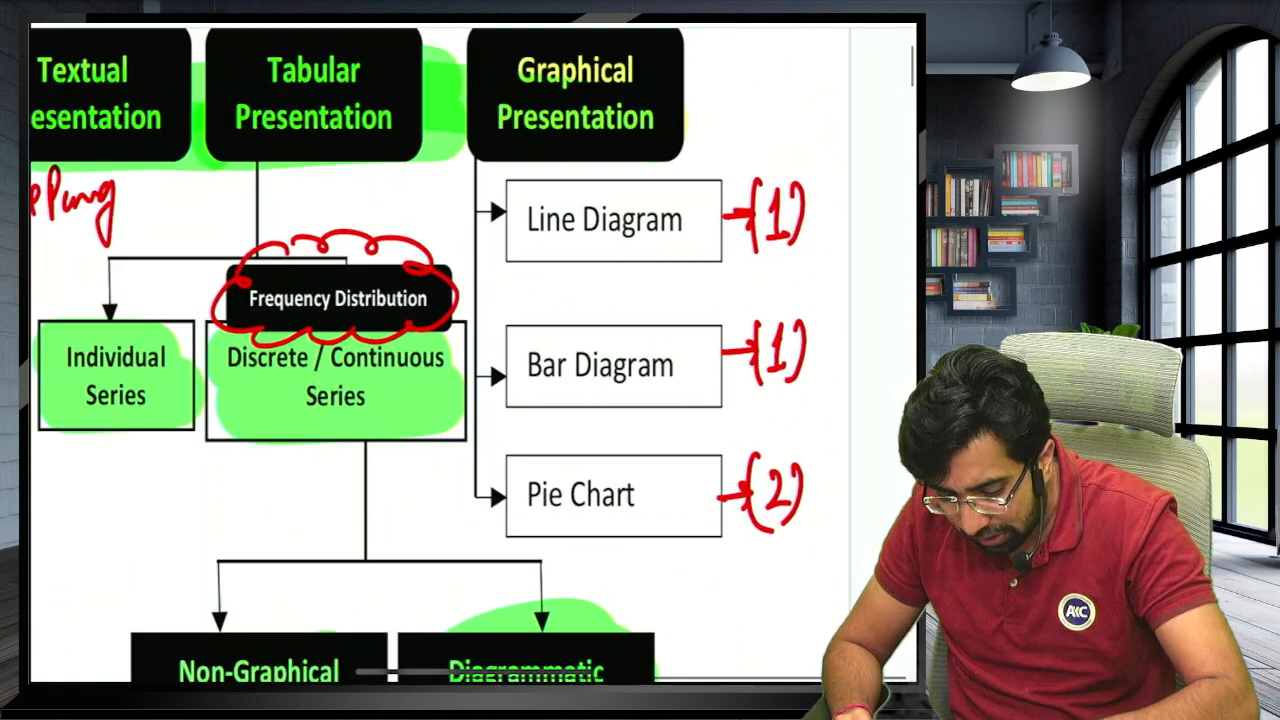 Textual
esentation
Tabular
Presentation
Graphical
Presentation
Line Diagram
{1}
Frequency Distribution
Individual
Series
Discrete / Continuous
Series
Bar Diagram
{1}
Pie Chart
{2}
Non-Graphical
Diagrammatic
AKC